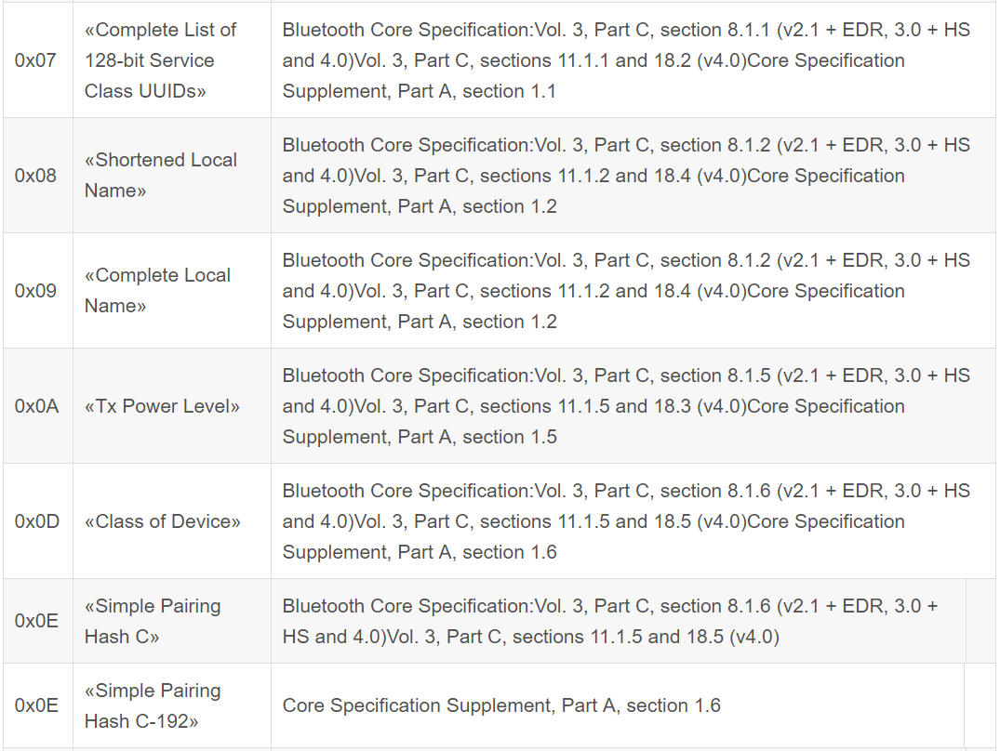 0x07
«Complete List of
128-bit Service
Class UUIDs»
Bluetooth Core Specification:Vol. 3, Part C, section 8.1.1 (v2.1 + EDR, 3.0 + HS
and 4.0)Vol. 3, Part C, sections 11.1.1 and 18.2 (v4.0)Core Specification
Supplement, Part A, section 1.1
0x08
«Shortened Local
Name»
Bluetooth Core Specification:Vol. 3, Part C, section 8.1.2 (v2.1 + EDR, 3.0 + HS
and 4.0)Vol. 3, Part C, sections 11.1.2 and 18.4 (v4.0)Core Specification
Supplement, Part A, section 1.2
0x09
«Complete Local
Name»
Bluetooth Core Specification:Vol. 3, Part C, section 8.1.2 (v2.1 + EDR, 3.0 + HS
and 4.0)Vol. 3, Part C, sections 11.1.2 and 18.4 (v4.0)Core Specification
Supplement, Part A, section 1.2
0x0A
«Tx Power Level»
Bluetooth Core Specification:Vol. 3, Part C, section 8.1.5 (v2.1 + EDR, 3.0 + HS
and 4.0)Vol. 3, Part C, sections 11.1.5 and 18.3 (v4.0)Core Specification
Supplement, Part A, section 1.5
0x0D
«Class of Device»
Bluetooth Core Specification:Vol. 3, Part C, section 8.1.6 (v2.1 + EDR, 3.0 + HS
and 4.0)Vol. 3, Part C, sections 11.1.5 and 18.5 (v4.0)Core Specification
Supplement, Part A, section 1.6
0x0E
«Simple Pairing
Hash C»
Bluetooth Core Specification:Vol. 3, Part C, section 8.1.6 (v2.1 + EDR, 3.0 +
HS and 4.0)Vol. 3, Part C, sections 11.1.5 and 18.5 (v4.0)
0x0E
«Simple Pairing
Hash C-192»
Core Specification Supplement, Part A, section 1.6